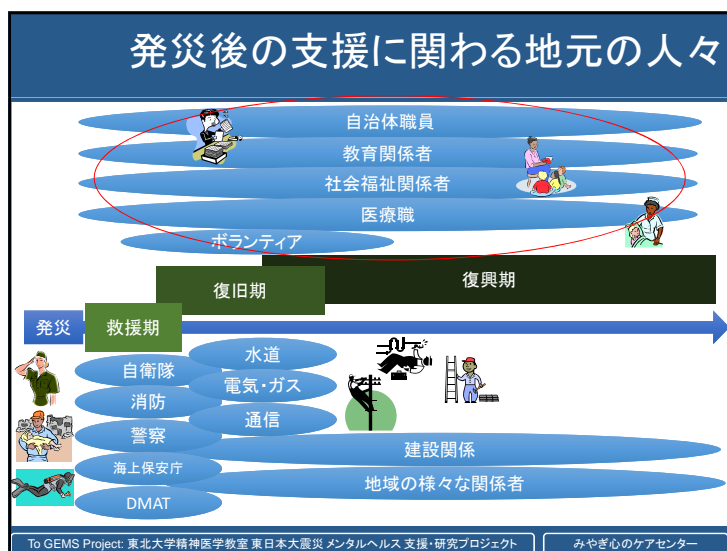 発災後の支援に関わる地元の人々
自治体職員
教育関係者
社会福祉関係者
医療職
ボランティア
復興期
復旧期
発災
救援期
水道
自衛隊
電気・ガス
消防
通信
警察
建設関係
海上保安庁
地域の様々な関係者
DMAT
To GEMS Project: 東北大学精神医学教室 東日本大震災 メンタルヘルス 支援・研究プロジェクト
みやぎ心のケアセンター